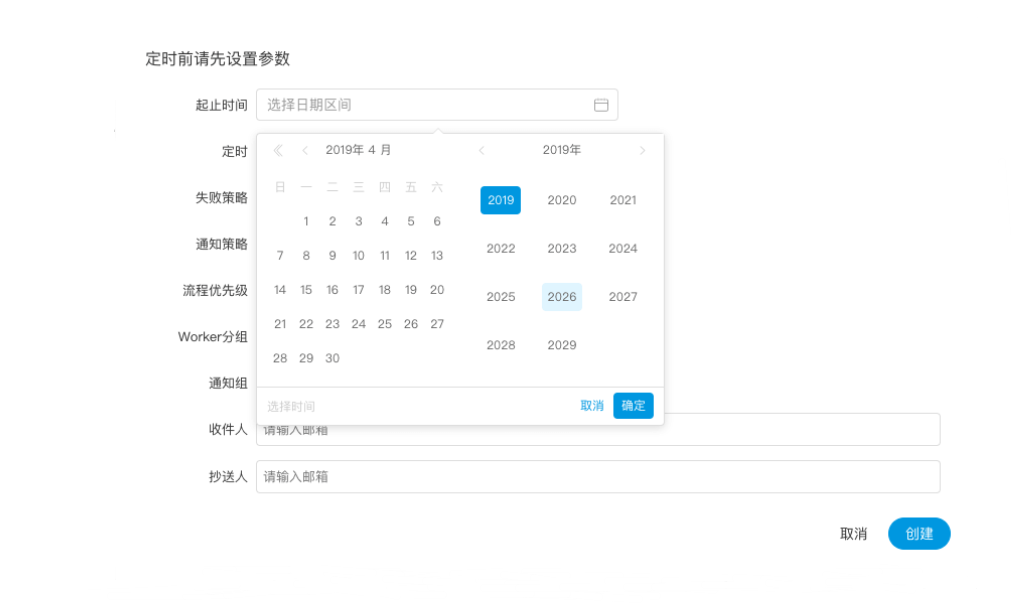 定时前请先设置参数
起止时间 选择日期区间
定时 2019年 4 月 2019年
日 一 二 三 四 五 六
失败策略 2019 2020 2021
1 2 3 4 5 6
通知策略 7 8 9 10 11 12 13 2022 2023 2024
流程优先级 14 15 16 17 18 19 20 2025 2026 2027
Worker分组 21 22 23 24 25 26 27 2028 2029
28 29 30
通知组
选择时间 取消 确定
收件人 请输入邮箱
抄送人 请输入邮箱
取消 创建